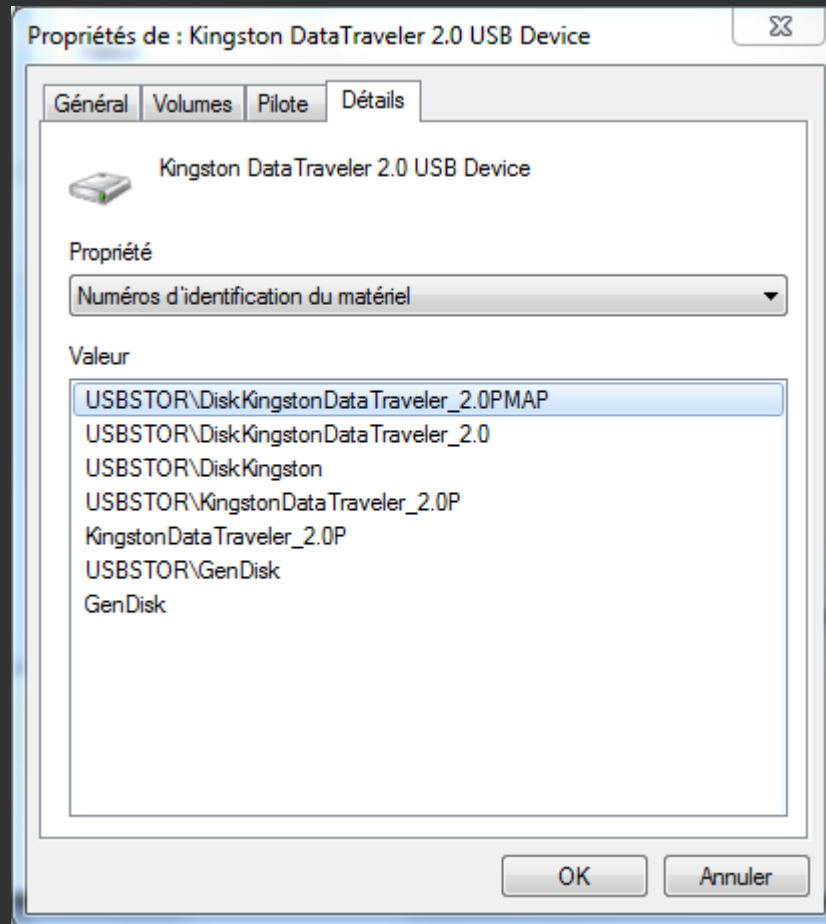 Propriétés de : Kingston DataTraveler 2.0 USB Device
Général Volumes Pilote Détails
Kingston DataTraveler 2.0 USB Device
Propriété
Numéros d'identification du matériel
Valeur
USBSTOR\DiskKingstonDataTraveler_2.0PMAP
USBSTOR\DiskKingstonDataTraveler_2.0
USBSTOR\DiskKingston
USBSTOR\KingstonDataTraveler_2.0P
KingstonDataTraveler_2.0P
USBSTOR\GenDisk
GenDisk
OK Annuler